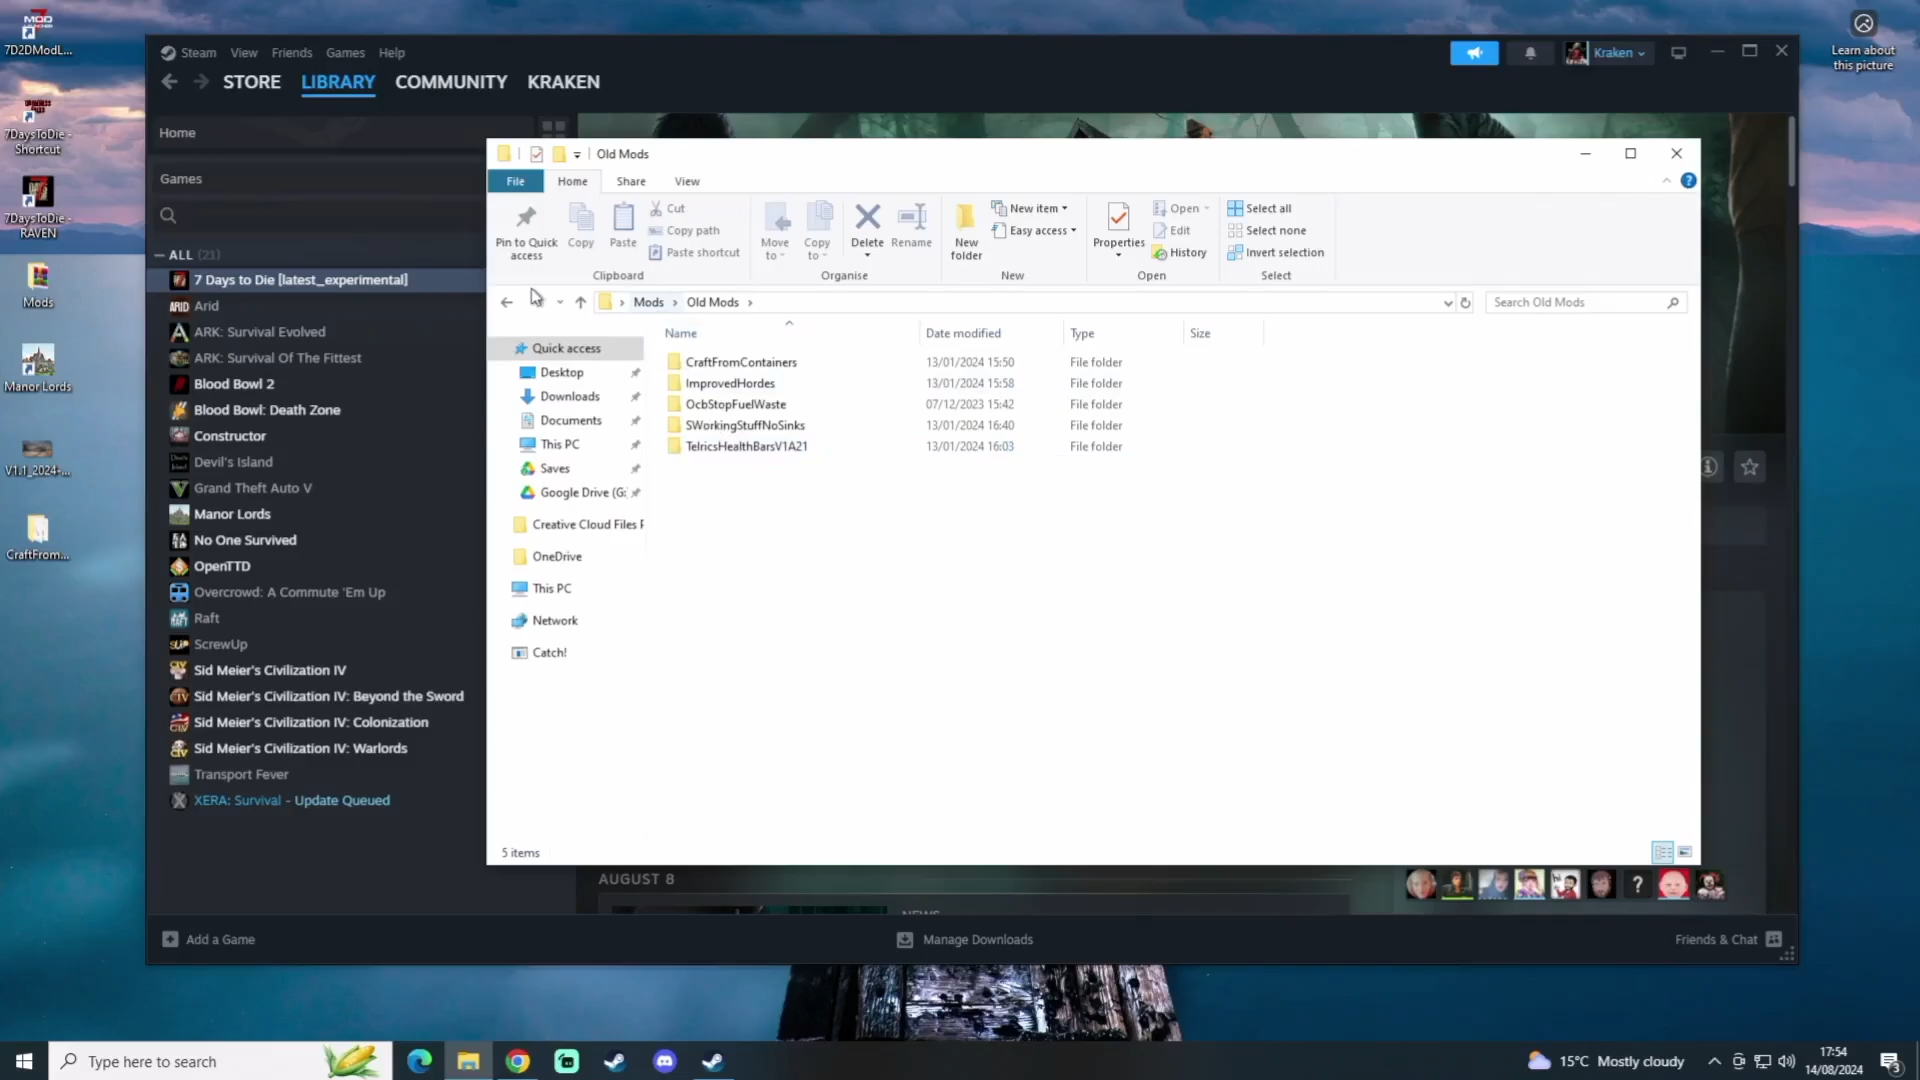 7D2DModL...
7DaysToDie -
Shortcut
7DaysToDie -
RAVEN
Mods
Manor Lords
V1.1_2024-...
CraftFrom...
Learn about
this picture
Steam View Friends Games Help
Kraken
STORE LIBRARY COMMUNITY KRAKEN
Home
Games
ALL (21)
7 Days to Die [latest_experimental]
Arid
ARK: Survival Evolved
ARK: Survival Of The Fittest
Blood Bowl 2
Blood Bowl: Death Zone
Constructor
Devil's Island
Grand Theft Auto V
Manor Lords
No One Survived
OpenTTD
Overcrowd: A Commute 'Em Up
Raft
ScrewUp
Sid Meier's Civilization IV
Sid Meier's Civilization IV: Beyond the Sword
Sid Meier's Civilization IV: Colonization
Sid Meier's Civilization IV: Warlords
Transport Fever
XERA: Survival - Update Queued
Old Mods
File Home Share View
Pin to Quick
access
Copy
Paste
Cut
Copy path
Paste shortcut
Clipboard
Move
to
Copy
to
Delete
Rename
Organise
New
folder
New item
Easy access
New
Properties
Open
Edit
History
Open
Select all
Select none
Invert selection
Select
Mods > Old Mods >
Search Old Mods
Name Date modified Type Size
CraftFromContainers 13/01/2024 15:50 File folder
ImprovedHordes 13/01/2024 15:58 File folder
OcbStopFuelWaste 07/12/2023 15:42 File folder
SWorkingStuffNoSinks 13/01/2024 16:40 File folder
TelricsHealthBarsV1A21 13/01/2024 16:03 File folder
Quick access
Desktop
Downloads
Documents
This PC
Saves
Google Drive (G:
Creative Cloud Files
OneDrive
This PC
Network
Catch!
5 items
AUGUST 8
NEWS
Add a Game
Manage Downloads
Friends & Chat
Type here to search
15°C Mostly cloudy
17:54
14/08/2024
3